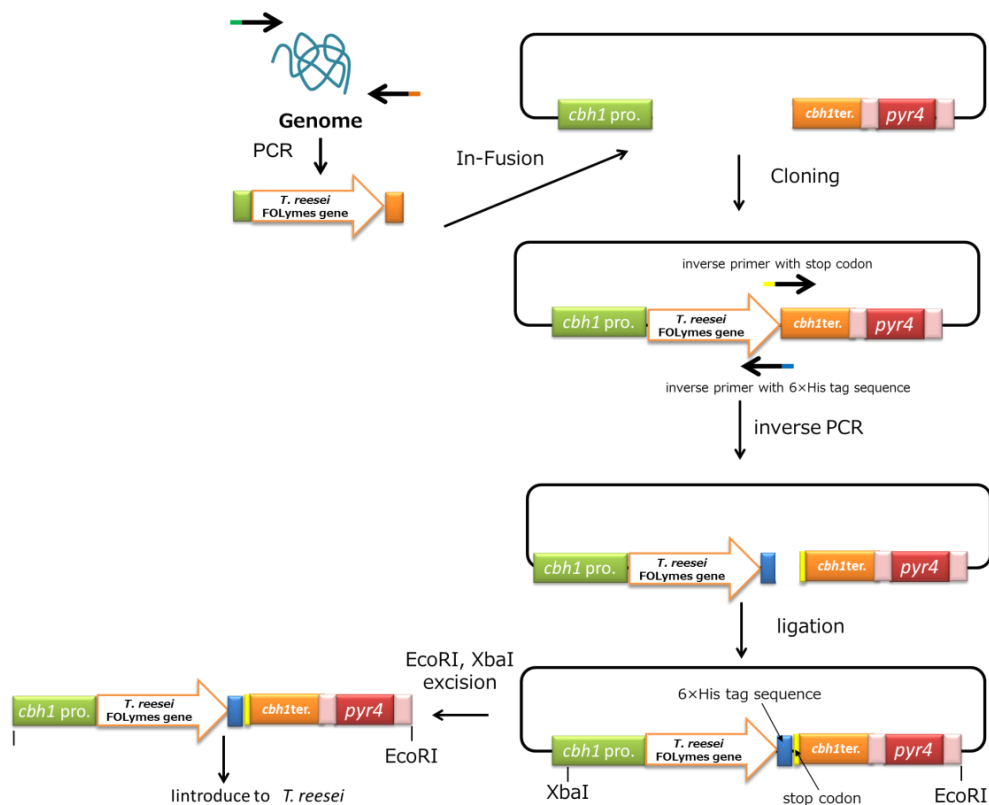 Genome
PCR
T. reesei
FOLymes gene
In-Fusion
cbh1 pro.
cbh1ter.
pyr4
Cloning
inverse primer with stop codon
cbh1 pro.
T. reesei
FOLymes gene
cbh1ter.
pyr4
inverse primer with 6×His tag sequence
inverse PCR
cbh1 pro.
T. reesei
FOLymes gene
cbh1ter.
pyr4
ligation
EcoRI, XbaI
excision
6×His tag sequence
cbh1 pro.
T. reesei
FOLymes gene
cbh1ter.
pyr4
XbaI
stop codon
EcoRI
cbh1 pro.
T. reesei
FOLymes gene
cbh1ter.
pyr4
EcoRI
Iintroduce to T. reesei